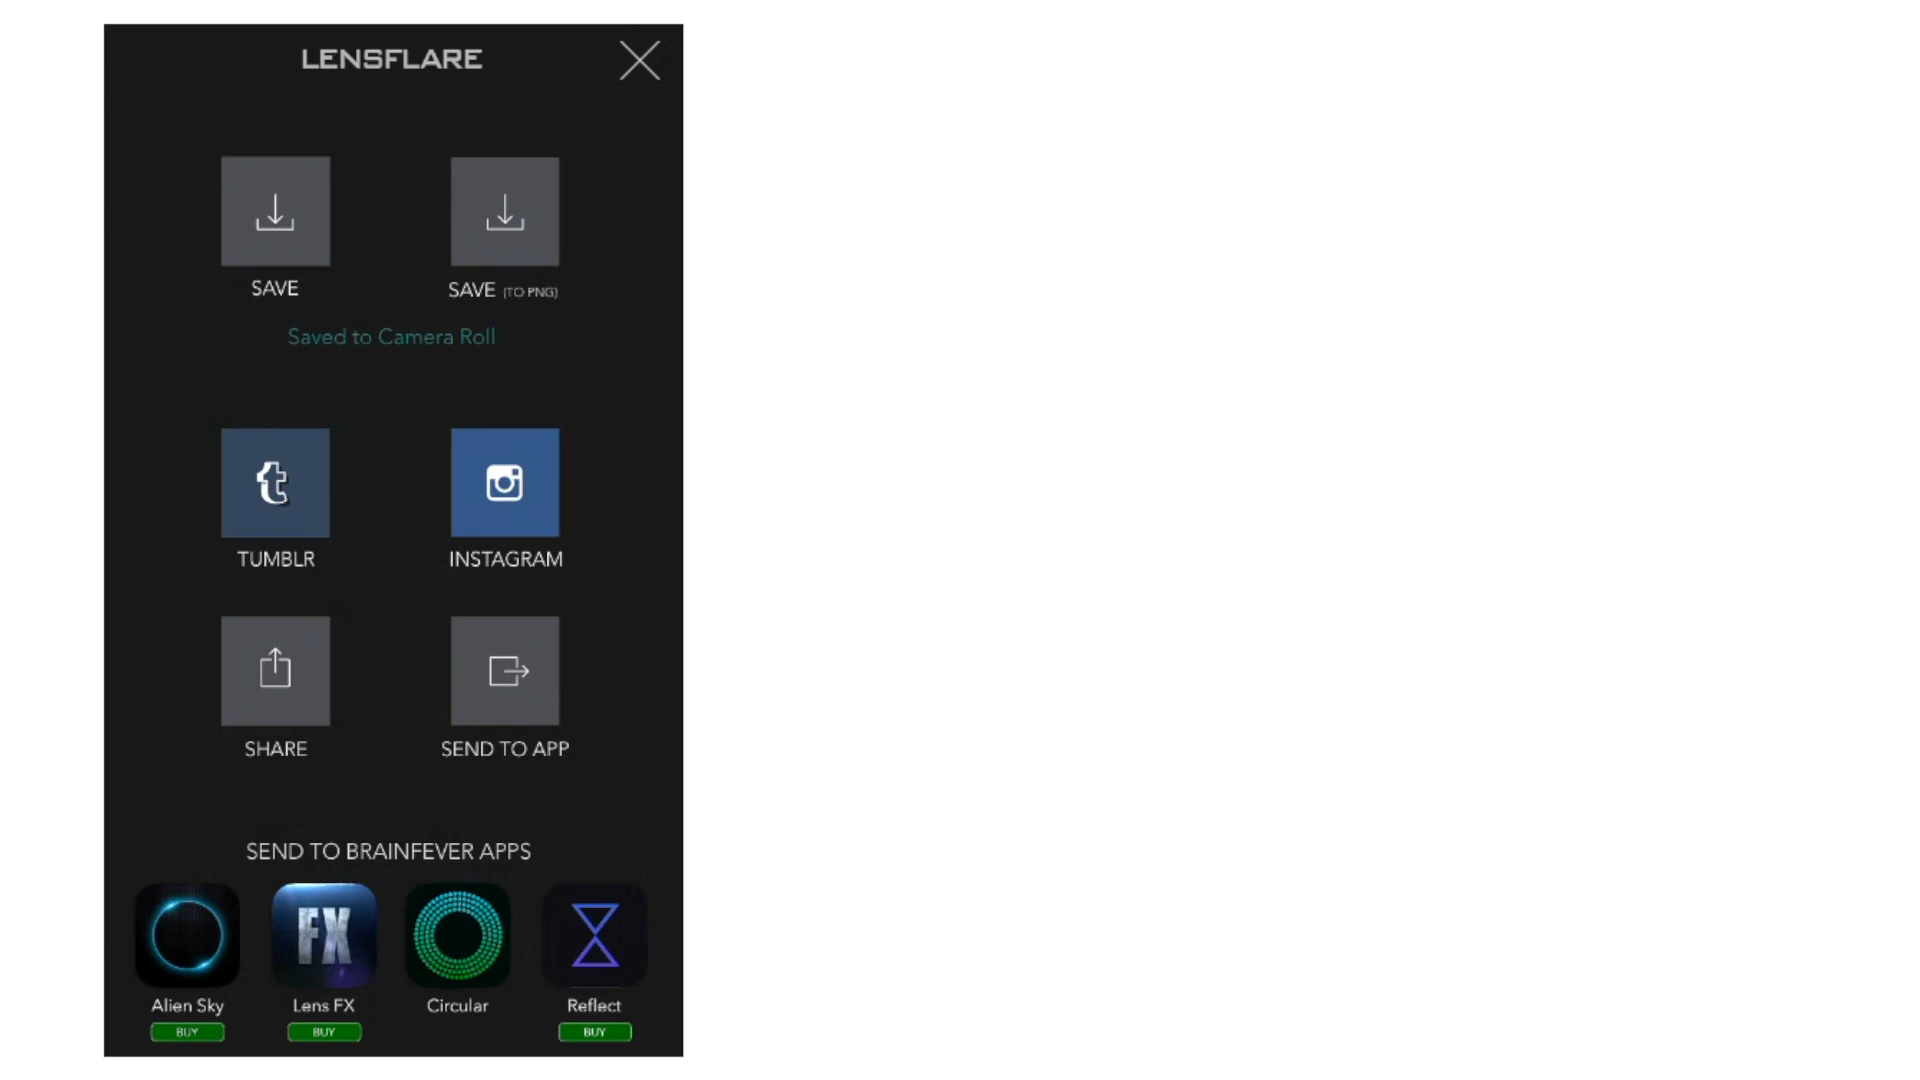 LENSFLARE
SAVE
SAVE (TO PNG)
Saved to Camera Roll
TUMBLR
INSTAGRAM
SHARE
SEND TO APP
SEND TO BRAINFEVER APPS
FX
Alien Sky
Lens FX
Circular
Reflect
BUY
BUY
BUY